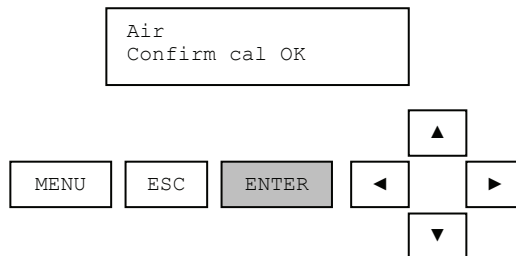 Air
Confirm cal OK
▲
MENU ESC ENTER ◄ ►
▼